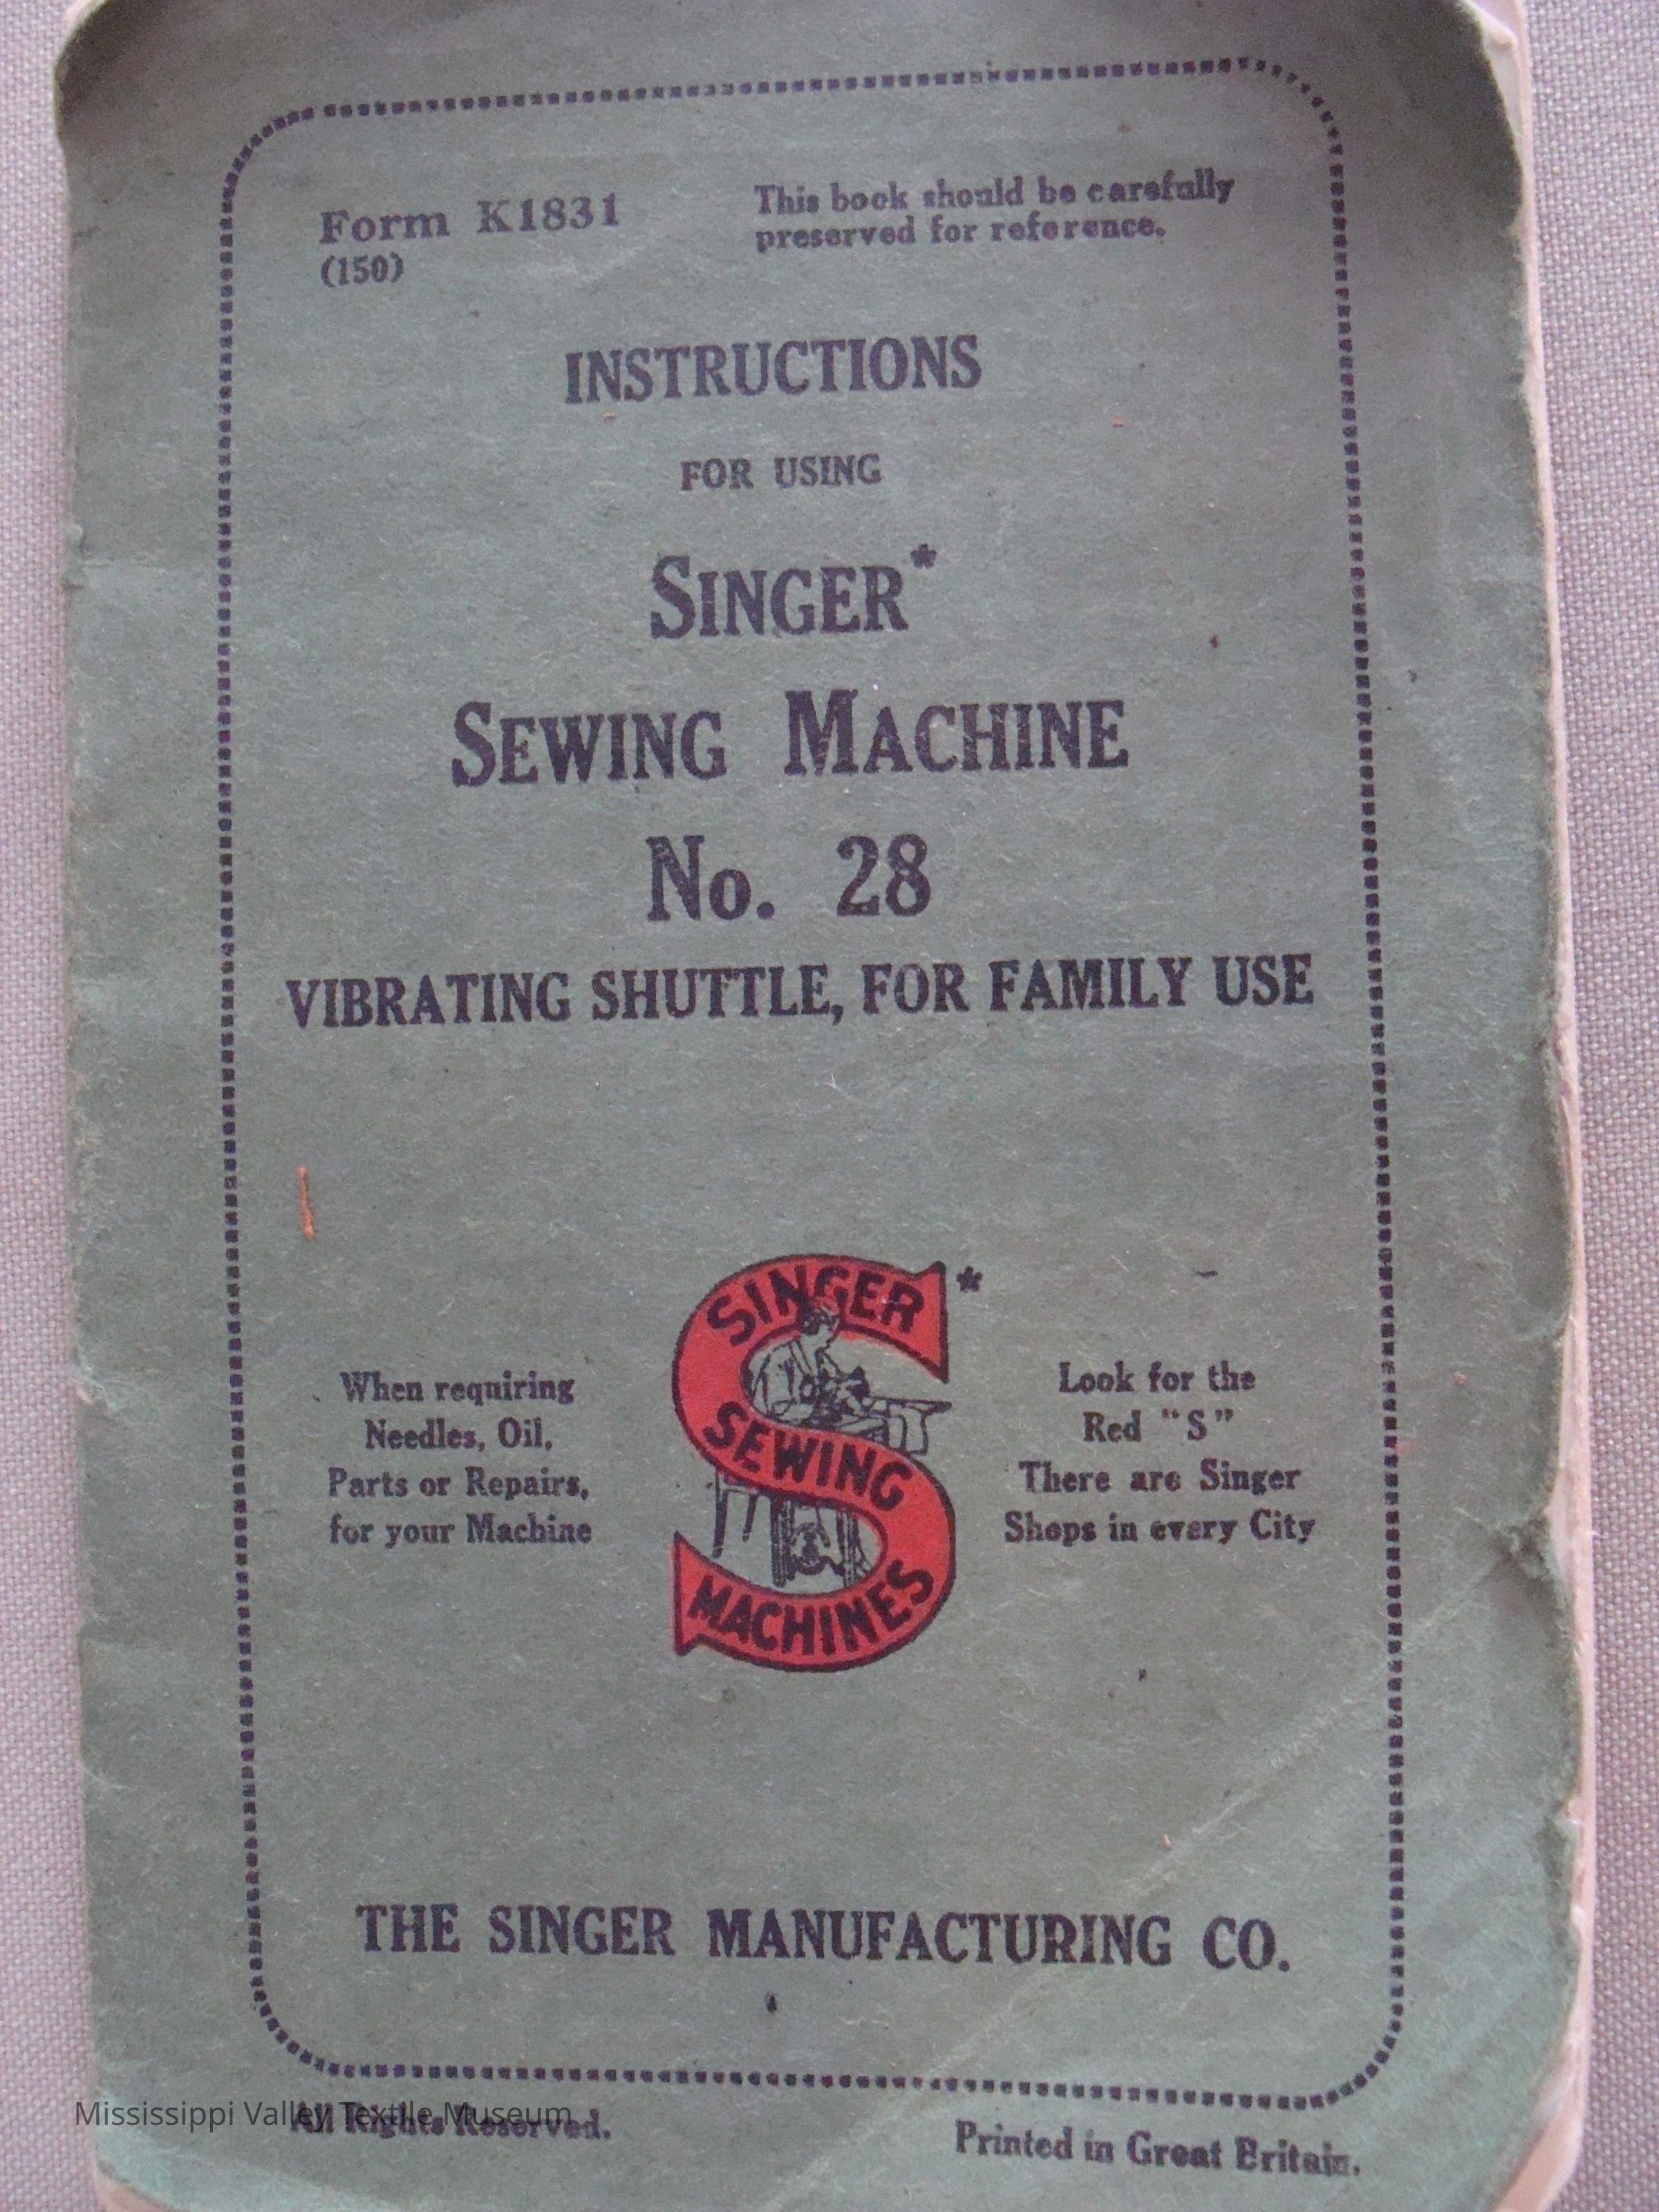 Form K1831
(150)
This book should be carefully
preserved for reference.
INSTRUCTIONS
FOR USING
SINGER*
SEWING MACHINE
No. 28
VIBRATING SHUTTLE, FOR FAMILY USE
When requiring
Needles, Oil,
Parts or Repairs,
for your Machine
SINGER *
SEWING
MACHINES
Look for the
Red "S"
There are Singer
Shops in every City
THE SINGER MANUFACTURING CO.
All Rights Reserved.
Printed in Great Britain.
Mississippi Valley Textile Museum